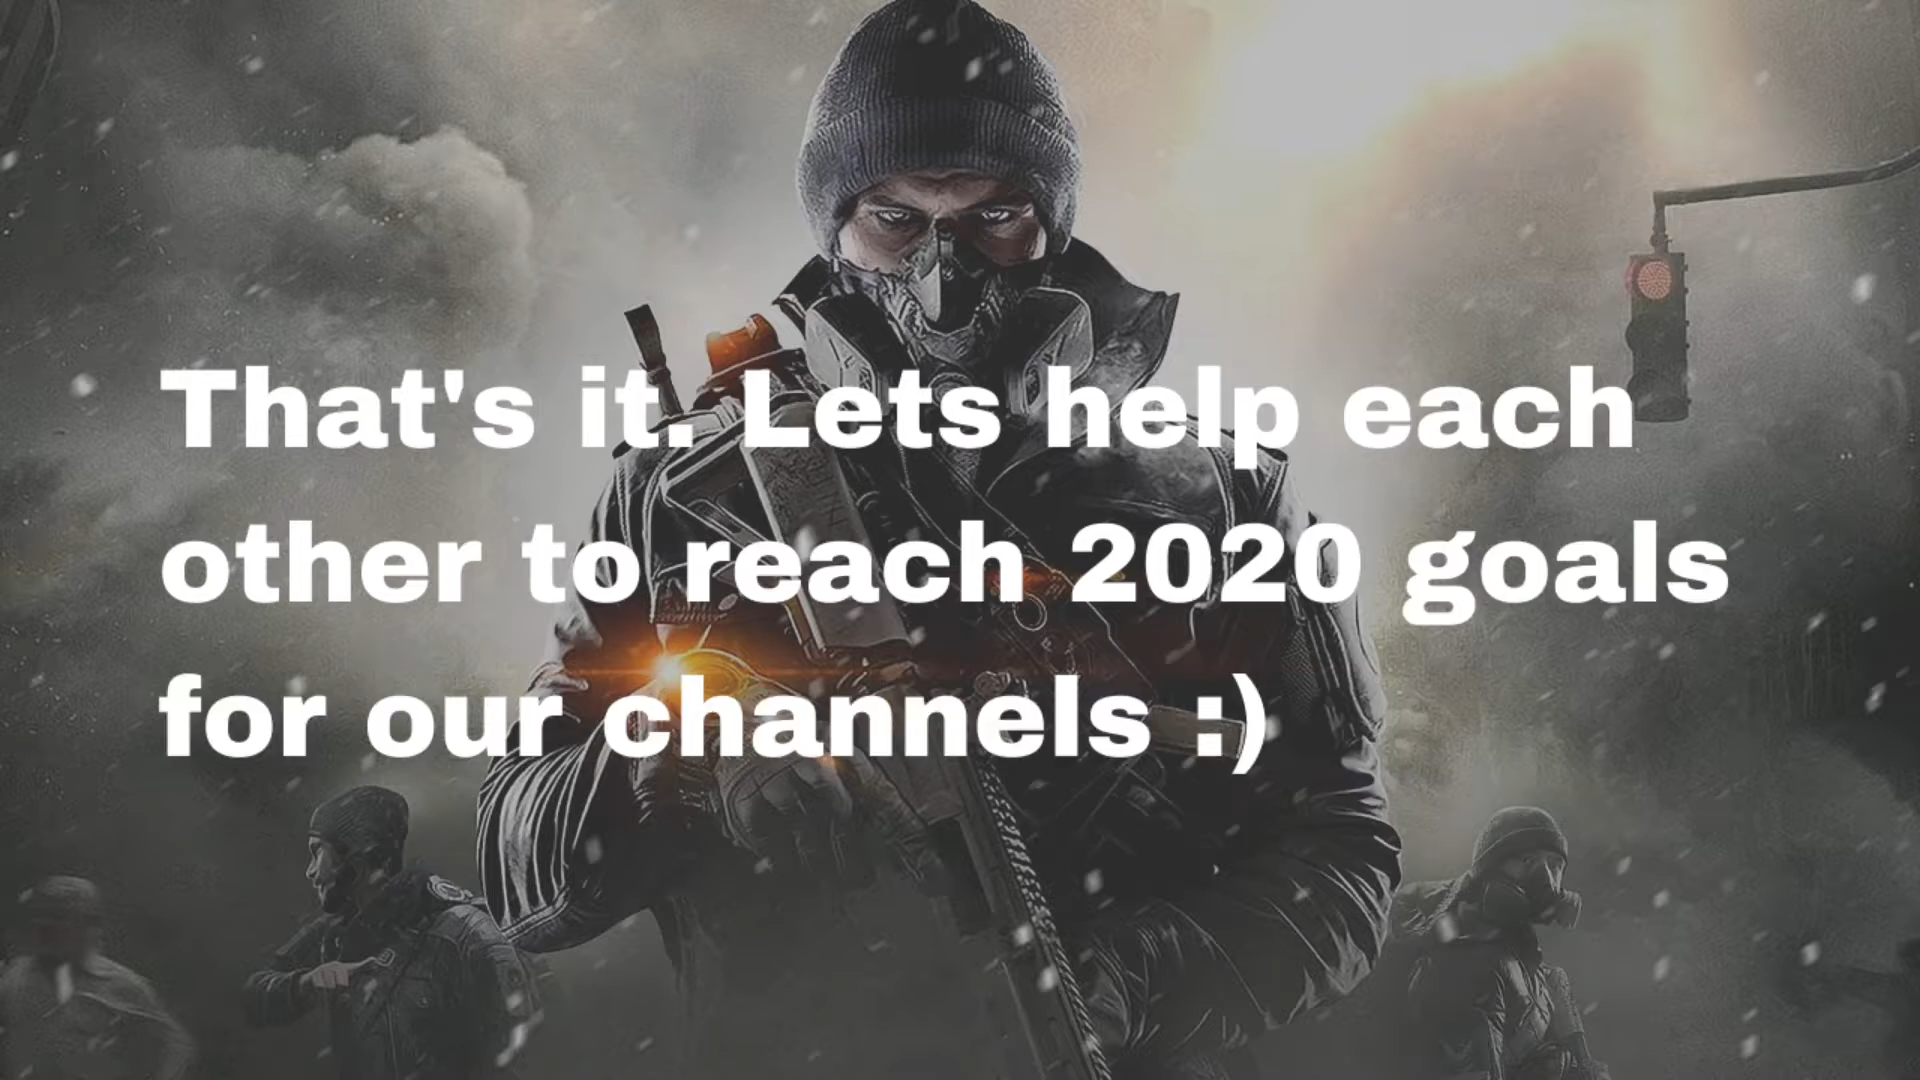 That's it. Lets help each
other to reach 2020 goals
for our channels :)